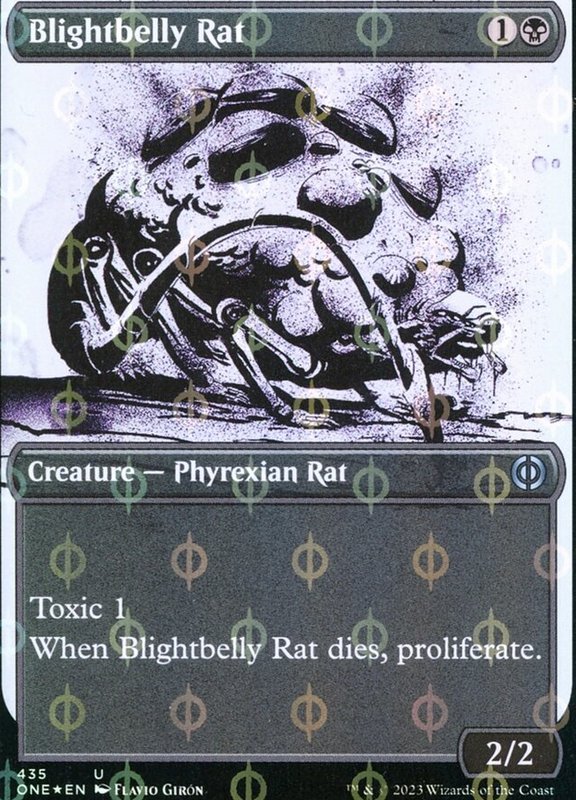 Blightbelly Rat 1
Creature — Phyrexian Rat
Toxic 1
When Blightbelly Rat dies, proliferate.
2/2
435 U
ONE★EN FLAVIO GIRÓN ™ & © 2023 Wizards of the Coast